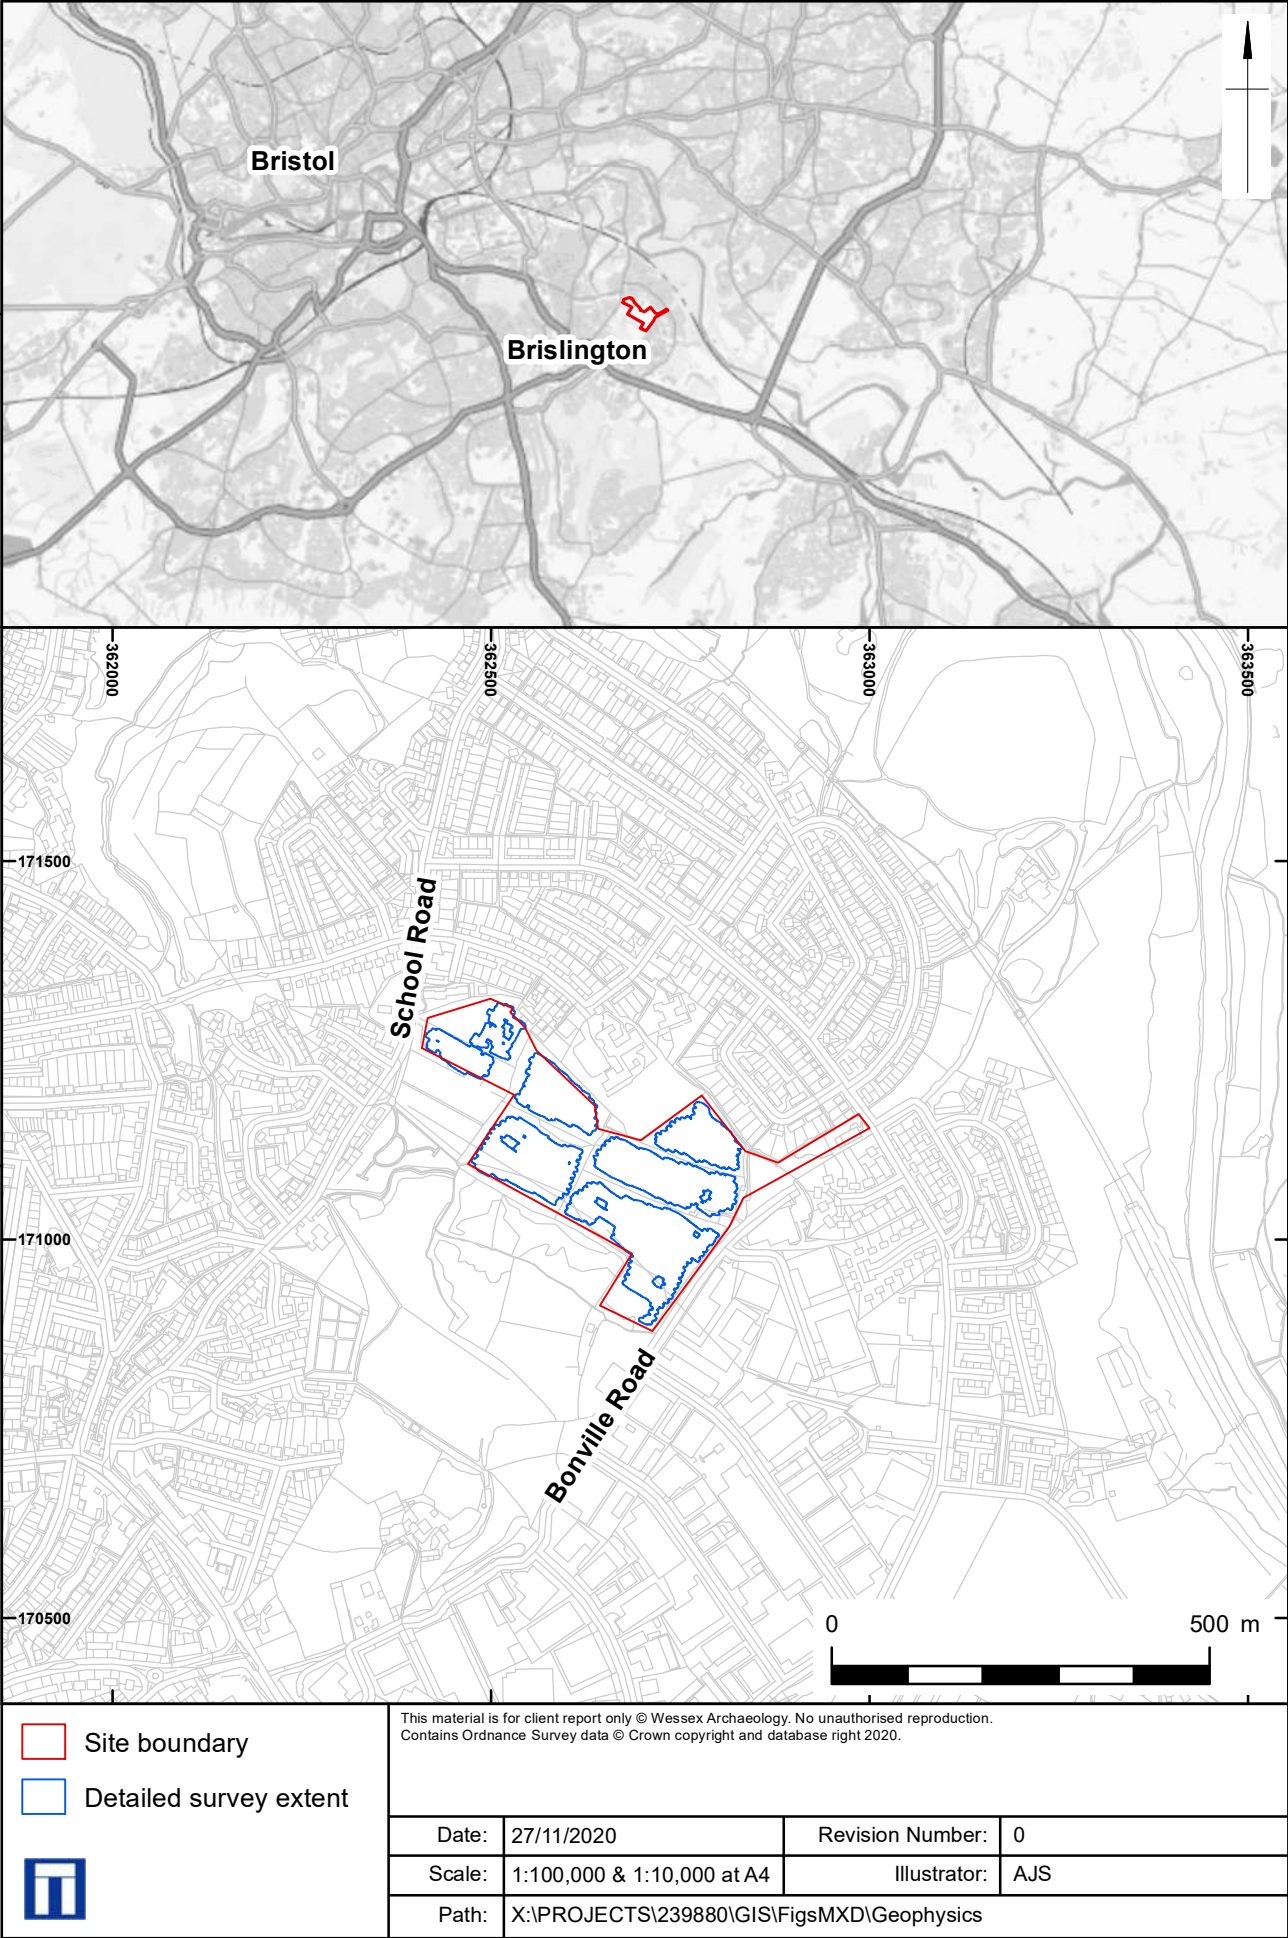 Bristol
Brislington
362000
362500
363000
363500
171500
School Road
171000
Bonville Road
170500
0 500 m
Site boundary
Detailed survey extent
This material is for client report only © Wessex Archaeology. No unauthorised reproduction.
Contains Ordnance Survey data © Crown copyright and database right 2020.
Date: 27/11/2020 Revision Number: 0
Scale: 1:100,000 & 1:10,000 at A4 Illustrator: AJS
Path: X:\PROJECTS\239880\GIS\FigsMXD\Geophysics